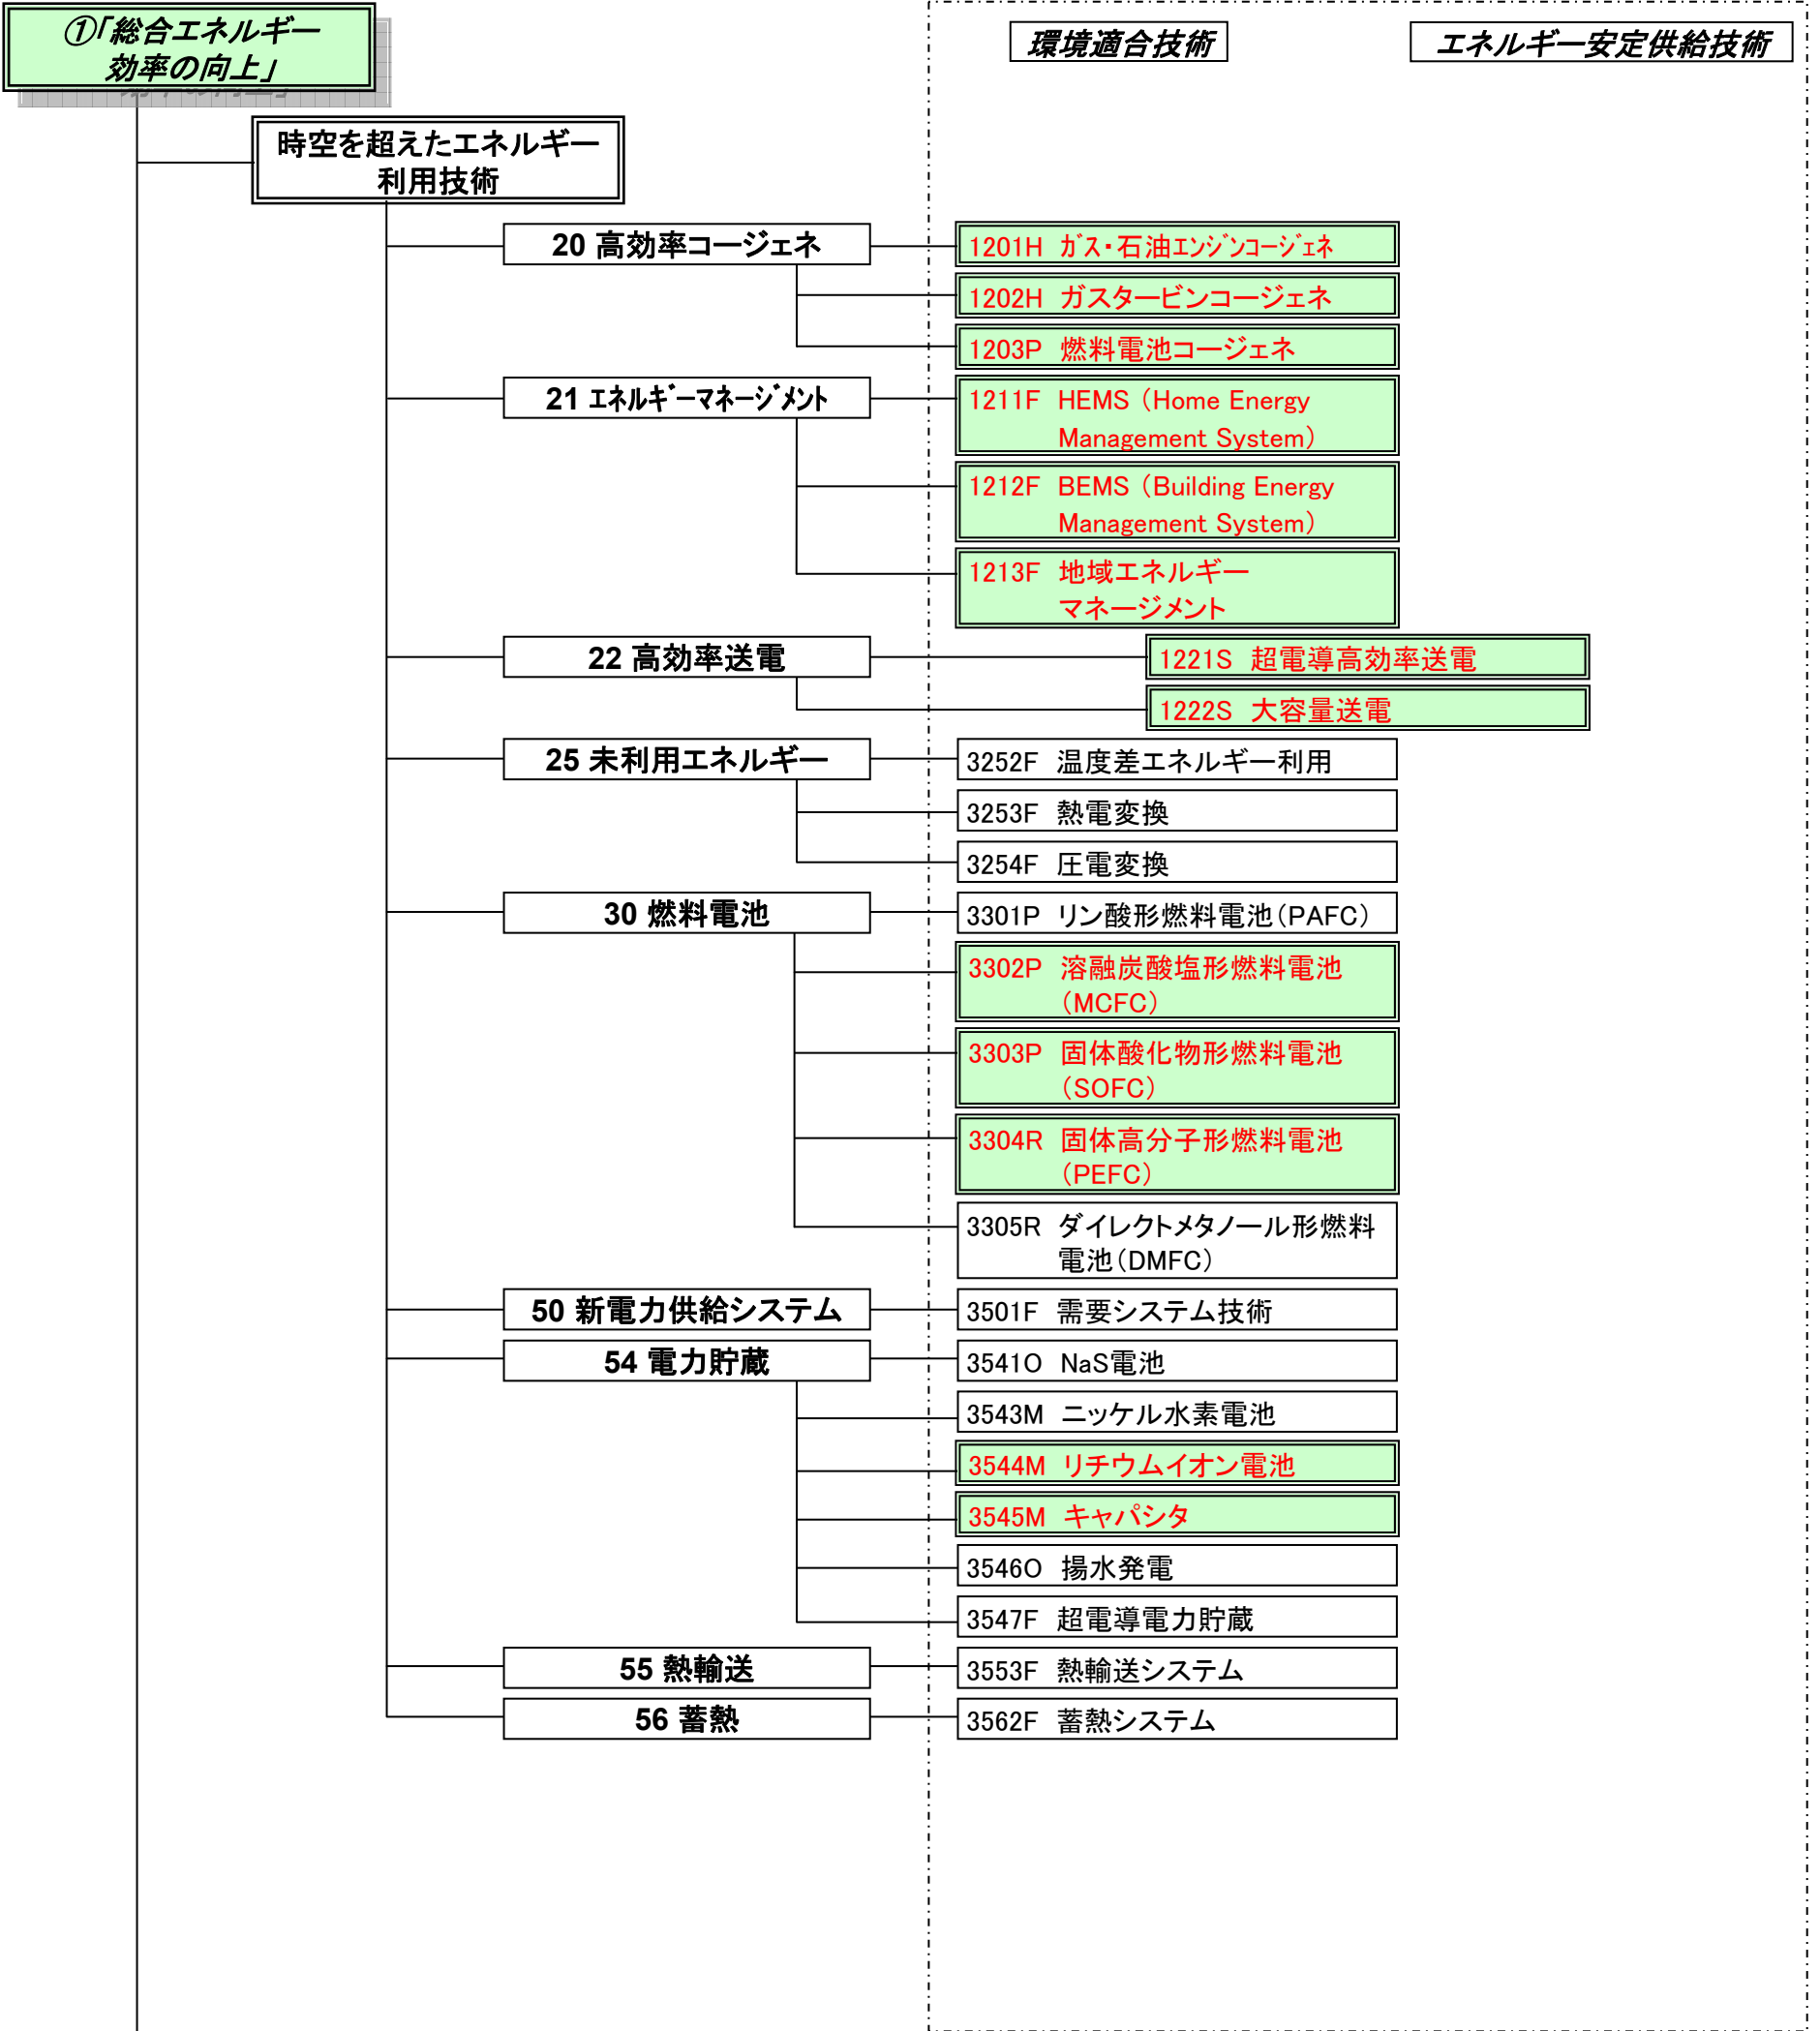 ①「総合エネルギー
効率の向上」
環境適合技術
エネルギー安定供給技術
時空を超えたエネルギー
利用技術
20 高効率コージェネ
1201H ｶﾞｽ・石油ｴﾝｼﾞﾝｺｰｼﾞｪﾈ
1202H ガスタービンコージェネ
1203P 燃料電池コージェネ
21 ｴﾈﾙｷﾞｰﾏﾈｰｼﾞﾒﾝﾄ
1211F HEMS（Home Energy
Management System）
1212F BEMS（Building Energy
Management System）
1213F 地域エネルギー
マネージメント
22 高効率送電
1221S 超電導高効率送電
1222S 大容量送電
25 未利用エネルギー
3252F 温度差エネルギー利用
3253F 熱電変換
3254F 圧電変換
30 燃料電池
3301P リン酸形燃料電池（PAFC）
3302P 溶融炭酸塩形燃料電池
（MCFC）
3303P 固体酸化物形燃料電池
（SOFC）
3304R 固体高分子形燃料電池
（PEFC）
3305R ダイレクトメタノール形燃料
電池（DMFC）
50 新電力供給システム
3501F 需要システム技術
54 電力貯蔵
3541O NaS電池
3543M ニッケル水素電池
3544M リチウムイオン電池
3545M キャパシタ
3546O 揚水発電
3547F 超電導電力貯蔵
55 熱輸送
3553F 熱輸送システム
56 蓄熱
3562F 蓄熱システム